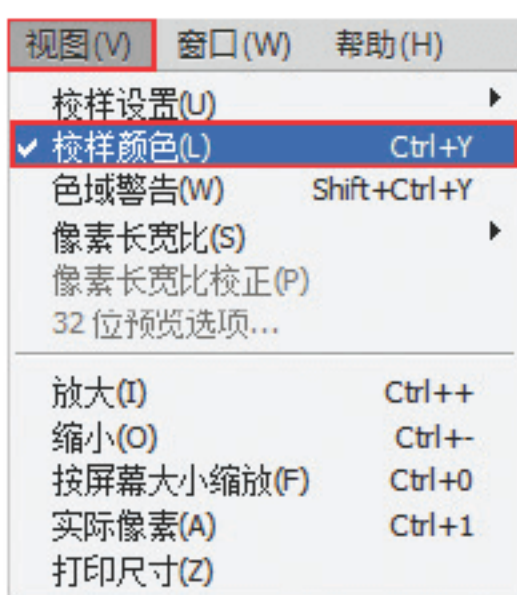 视图(V) 窗口(W) 帮助(H)
校样设置(U)
校样颜色(L) Ctrl+Y
色域警告(W) Shift+Ctrl+Y
像素长宽比(S)
像素长宽比校正(P)
32 位预览选项...
放大(I) Ctrl++
缩小(O) Ctrl+-
按屏幕大小缩放(F) Ctrl+0
实际像素(A) Ctrl+1
打印尺寸(Z)